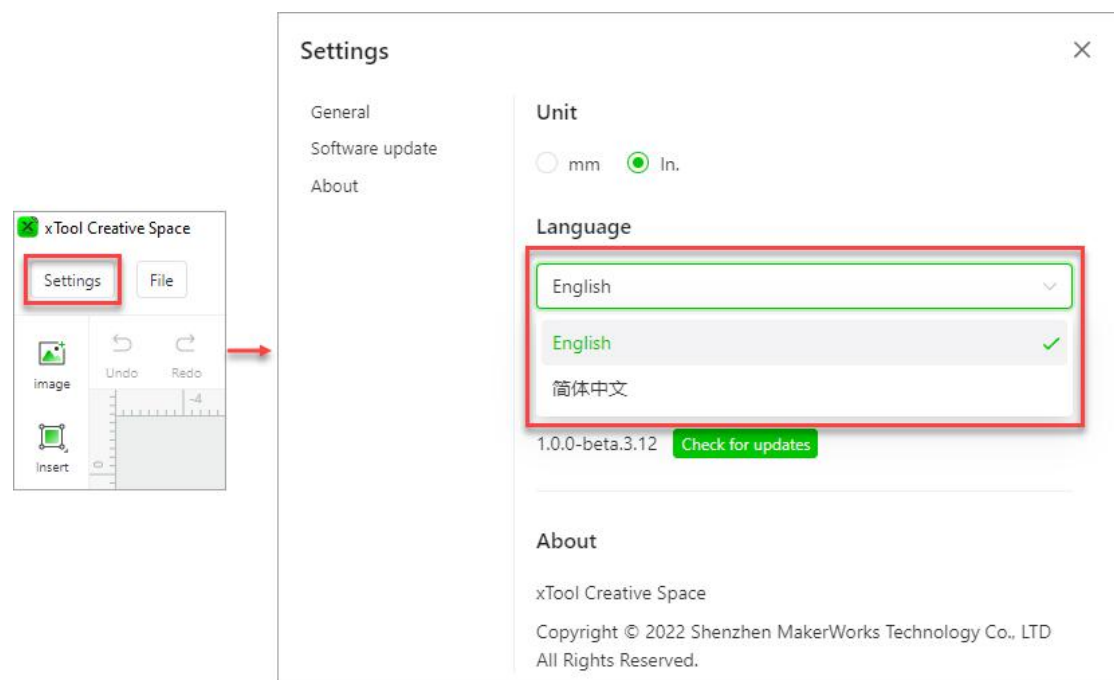 xTool Creative Space
Settings
File
image
Undo
Redo
-4
Insert
0
Settings
General
Software update
About
Unit
mm
In.
Language
English
English
简体中文
1.0.0-beta.3.12
Check for updates
About
xTool Creative Space
Copyright © 2022 Shenzhen MakerWorks Technology Co., LTD
All Rights Reserved.